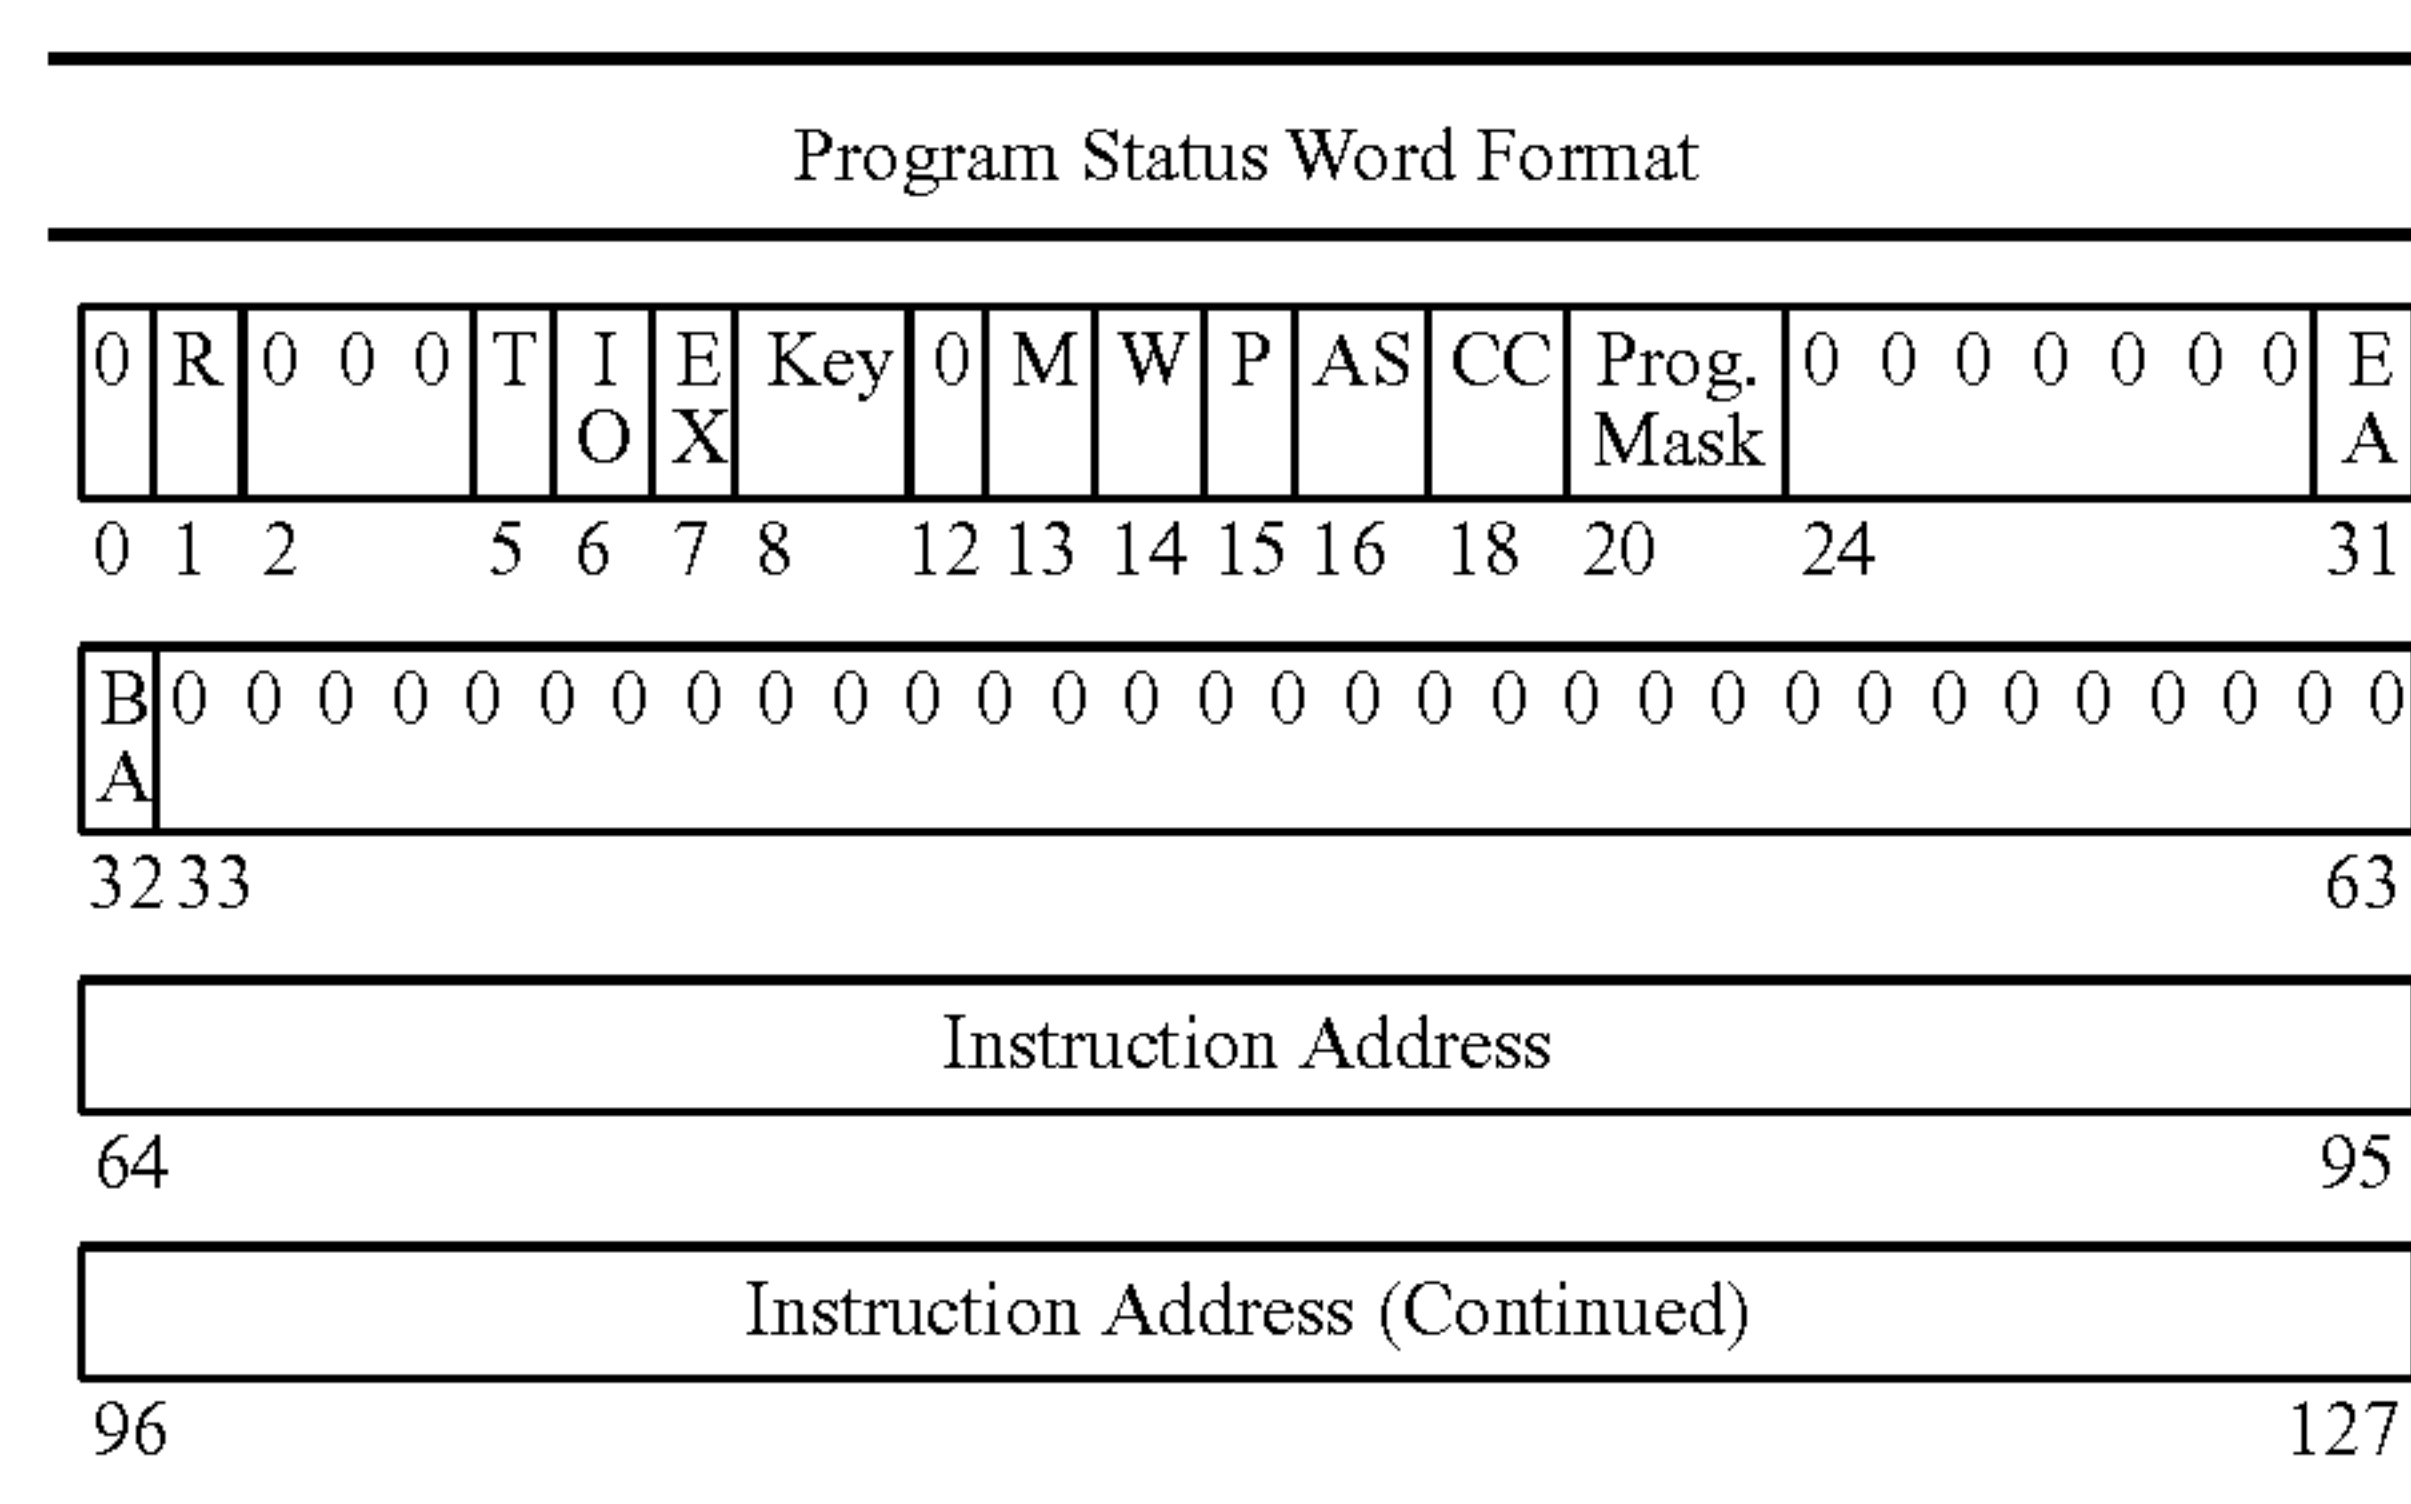 Program Status Word Format
0 R 0 0 0 T I E Key 0 M W P AS CC Prog. 0 0 0 0 0 0 0 E
O X Mask A
0 1 2 5 6 7 8 12 13 14 15 16 18 20 24 31
B 0 0 0 0 0 0 0 0 0 0 0 0 0 0 0 0 0 0 0 0 0 0 0 0 0 0 0 0 0 0 0
A
32 33 63
Instruction Address
64 95
Instruction Address (Continued)
96 127